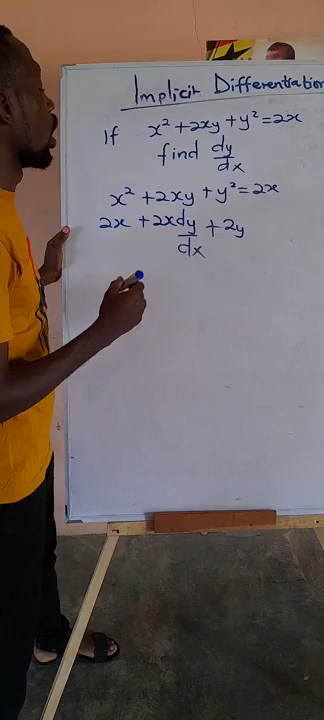 Implicit Differentiation
If x² + 2xy + y² = 2x
find dy/dx
x² + 2xy + y² = 2x
2x + 2x dy/dx + 2y